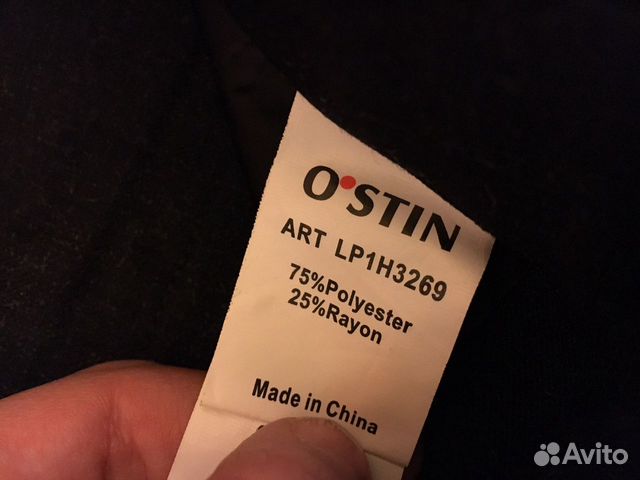 O'STIN
ART LP1H3269
75%Polyester
25%Rayon
Made in China
Avito